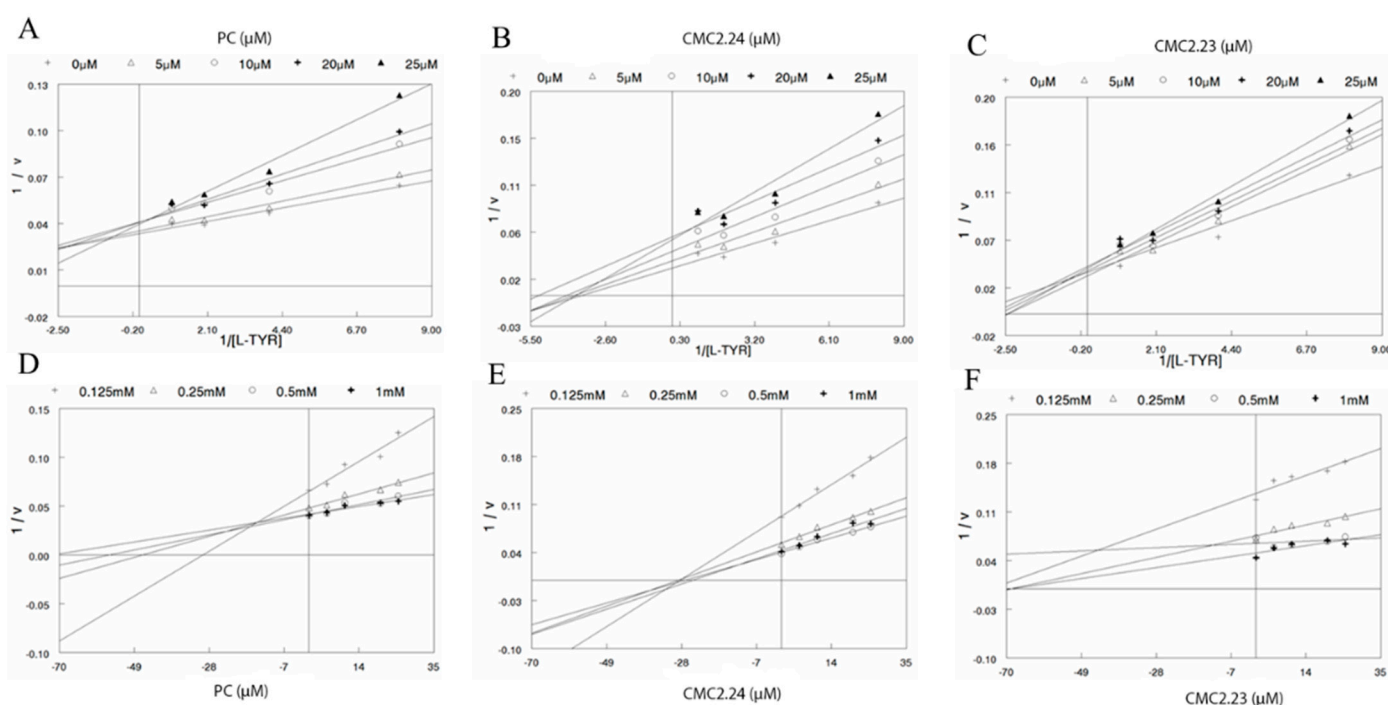 A
PC (µM)
+ 0µM △ 5µM ○ 10µM + 20µM ▲ 25µM
0.13
0.10
0.07
0.04
0.01
-0.02
1 / v
-2.50 -0.20 2.10 4.40 6.70 9.00
1/[L-TYR]
B
CMC2.24 (µM)
+ 0µM △ 5µM ○ 10µM + 20µM ▲ 25µM
0.20
0.15
0.11
0.06
0.02
-0.03
1 / v
-5.50 -2.60 0.30 3.20 6.10 9.00
1/[L-TYR]
C
CMC2.23 (µM)
+ 0µM △ 5µM ○ 10µM + 20µM ▲ 25µM
0.20
0.16
0.11
0.07
0.02
-0.02
1 / v
-2.50 -0.20 2.10 4.40 6.70 9.00
1/[L-TYR]
D
+ 0.125mM △ 0.25mM ○ 0.5mM + 1mM
0.15
0.10
0.05
0.00
-0.05
-0.10
1 / v
-70 -49 -28 -7 14 35
PC (µM)
E
+ 0.125mM △ 0.25mM ○ 0.5mM + 1mM
0.25
0.18
0.11
0.04
-0.03
-0.10
1 / v
-70 -49 -28 -7 14 35
CMC2.24 (µM)
F
+ 0.125mM △ 0.25mM ○ 0.5mM + 1mM
0.25
0.18
0.11
0.04
-0.03
-0.10
1 / v
-70 -49 -28 -7 14 35
CMC2.23 (µM)